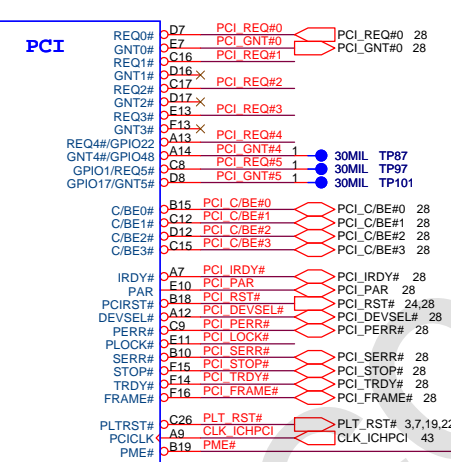 PCI
REQ0# D7 PCI_REQ#0 PCI_REQ#0 28
GNT0# E7 PCI_GNT#0 PCI_GNT#0 28
REQ1# C16 PCI_REQ#1
GNT1# D16
REQ2# C17 PCI_REQ#2
GNT2# D17
REQ3# E13 PCI_REQ#3
GNT3# F13
REQ4#/GPIO22 A13 PCI_REQ#4
GNT4#/GPIO48 A14 PCI_GNT#4 1 30MIL TP87
GPIO1/REQ5# C8 PCI_REQ#5 1 30MIL TP97
GPIO17/GNT5# D8 PCI_GNT#5 1 30MIL TP101
C/BE0# B15 PCI_C/BE#0 PCI_C/BE#0 28
C/BE1# C12 PCI_C/BE#1 PCI_C/BE#1 28
C/BE2# D12 PCI_C/BE#2 PCI_C/BE#2 28
C/BE3# C15 PCI_C/BE#3 PCI_C/BE#3 28
IRDY# A7 PCI_IRDY# PCI_IRDY# 28
PAR E10 PCI_PAR PCI_PAR 28
PCIRST# B18 PCI_RST# PCI_RST# 24,28
DEVSEL# A12 PCI_DEVSEL# PCI_DEVSEL# 28
PERR# C9 PCI_PERR# PCI_PERR# 28
PLOCK# E11 PCI_LOCK#
SERR# B10 PCI_SERR# PCI_SERR# 28
STOP# F15 PCI_STOP# PCI_STOP# 28
TRDY# F14 PCI_TRDY# PCI_TRDY# 28
FRAME# F16 PCI_FRAME# PCI_FRAME# 28
PLTRST# C26 PLT_RST# PLT_RST# 3,7,19,22
PCICLK A9 CLK_ICHPCI CLK_ICHPCI 43
PME# B19 PME#